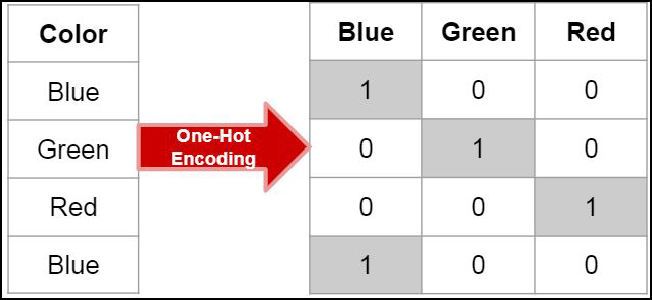 Color
Blue
Green
Red
Blue
One-Hot
Encoding
Blue Green Red
1 0 0
0 1 0
0 0 1
1 0 0